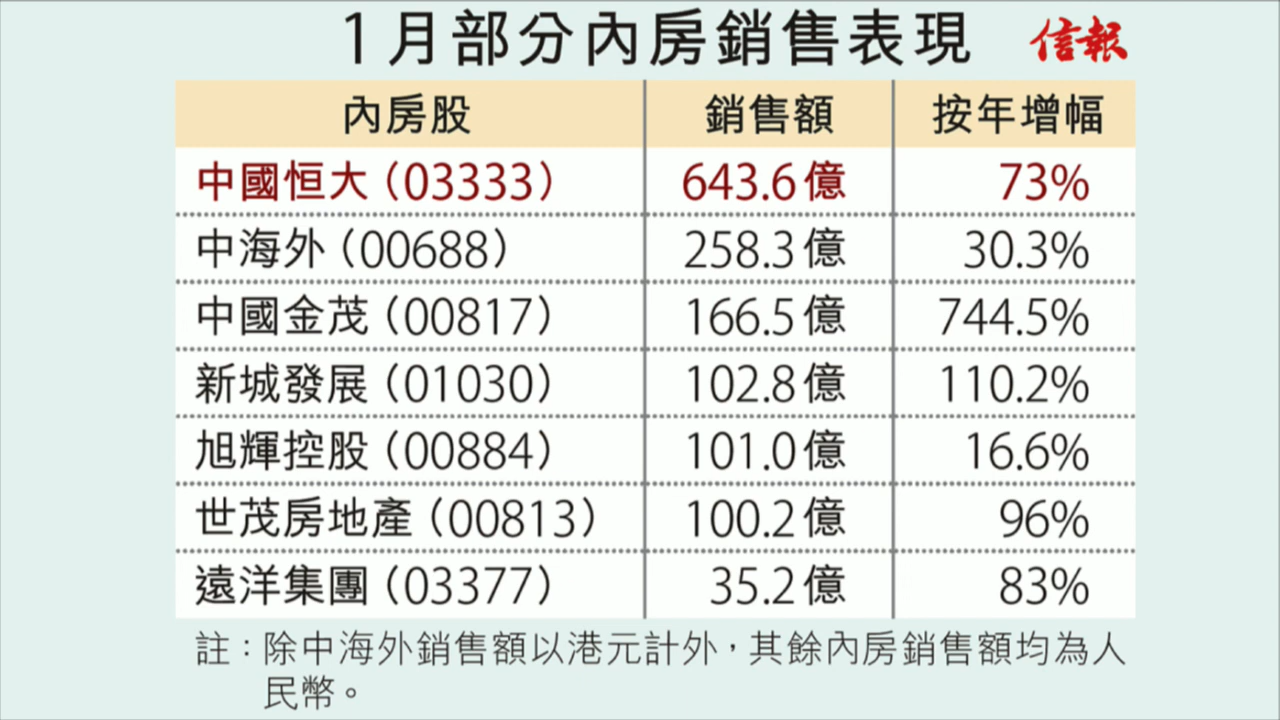 1月部分內房銷售表現
信報
內房股 銷售額 按年增幅
中國恒大（03333） 643.6億 73%
中海外（00688） 258.3億 30.3%
中國金茂（00817） 166.5億 744.5%
新城發展（01030） 102.8億 110.2%
旭輝控股（00884） 101.0億 16.6%
世茂房地產（00813） 100.2億 96%
遠洋集團（03377） 35.2億 83%
註：除中海外銷售額以港元計外，其餘內房銷售額均為人
民幣。